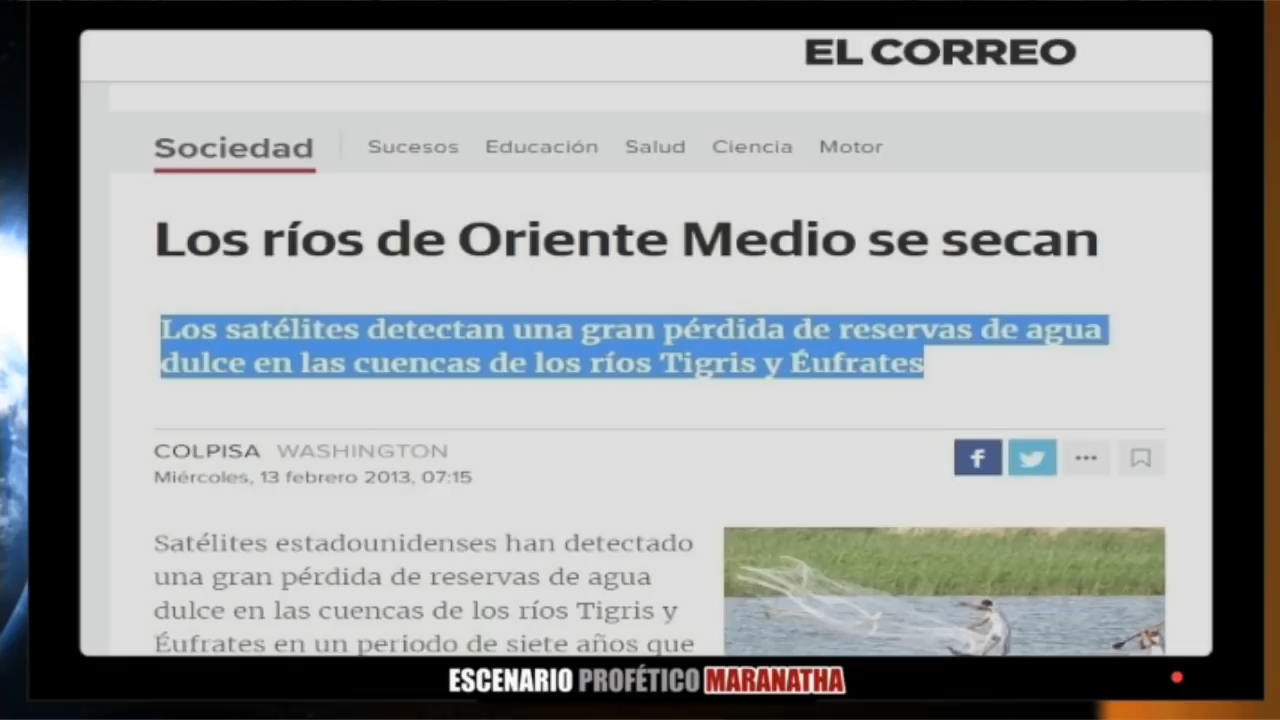 EL CORREO
Sociedad Sucesos Educación Salud Ciencia Motor
Los ríos de Oriente Medio se secan
Los satélites detectan una gran pérdida de reservas de agua
dulce en las cuencas de los ríos Tigris y Éufrates
COLPISA WASHINGTON
Miércoles, 13 febrero 2013, 07:15
Satélites estadounidenses han detectado
una gran pérdida de reservas de agua
dulce en las cuencas de los ríos Tigris y
Éufrates en un periodo de siete años que
ESCENARIO PROFÉTICO MARANATHA